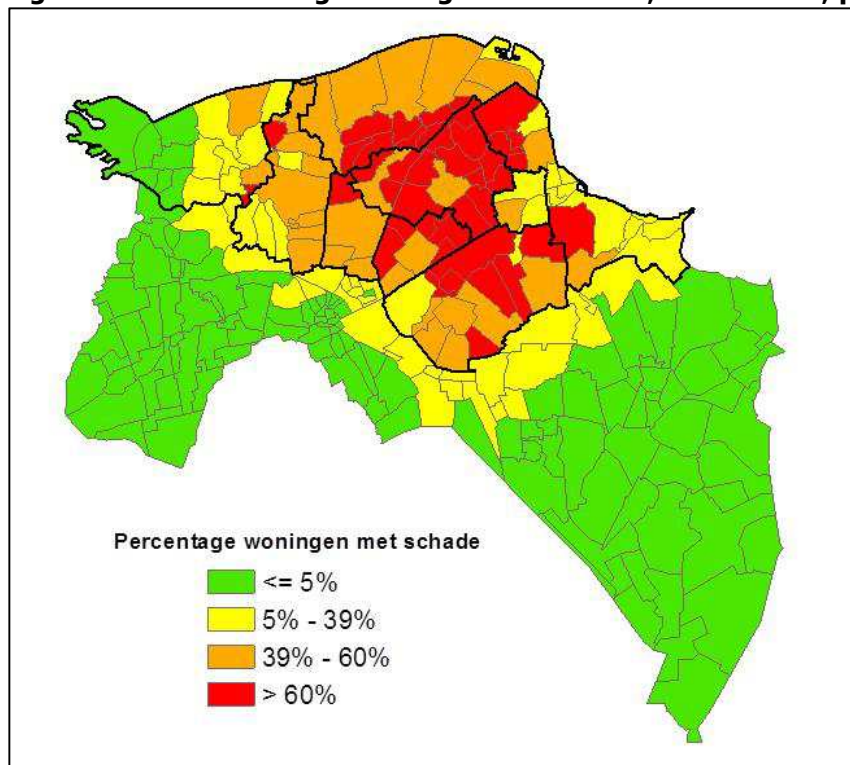 Percentage woningen met schade
<= 5%
5% - 39%
39% - 60%
> 60%